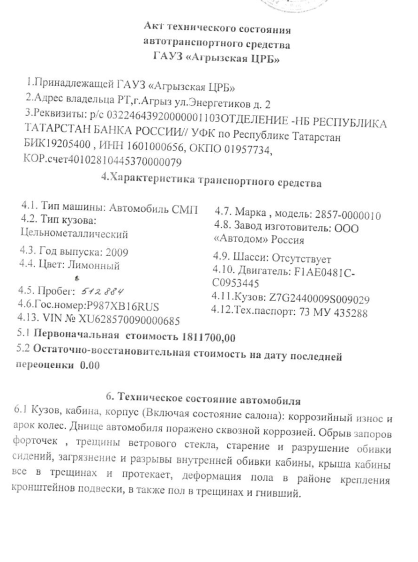 Акт технического состояния
автотранспортного средства
ГАУЗ «Агрызская ЦРБ»
1.Принадлежащей ГАУЗ «Агрызская ЦРБ»
2.Адрес владельца РТ,г.Агрыз ул.Энергетиков д. 2
3.Реквизиты: р/с 03224643920000001103ОТДЕЛЕНИЕ -НБ РЕСПУБЛИКА
ТАТАРСТАН БАНКА РОССИИ// УФК по Республике Татарстан
БИК19205400 , ИНН 1601000656, ОКПО 01957734,
КОР.счет40102810445370000079
4.Характеристика транспортного средства
4.1. Тип машины: Автомобиль СМП
4.2. Тип кузова:
Цельнометаллический
4.3. Год выпуска: 2009
4.4. Цвет: Лимонный
4.5. Пробег: 512884
4.6.Гос.номер:Р987ХВ16RUS
4.13. VIN № XU628570090000685
4.7. Марка , модель: 2857-0000010
4.8. Завод изготовитель: ООО
«Автодом» Россия
4.9. Шасси: Отсутствует
4.10. Двигатель: F1AE0481C-
C0953445
4.11.Кузов: Z7G2440009S009029
4.12.Тех.паспорт: 73 МУ 435288
5.1 Первоначальная стоимость 1811700,00
5.2 Остаточно-восстановительная стоимость на дату последней
переоценки 0.00
6. Техническое состояние автомобиля
6.1 Кузов, кабина, корпус (Включая состояние салона): коррозийный износ и
арок колес. Днище автомобиля поражено сквозной коррозией. Обрыв запоров
форточек , трещины ветрового стекла, старение и разрушение обивки
сидений, загрязнение и разрывы внутренней обивки кабины, крыша кабины
все в трещинах и протекает, деформация пола в районе крепления
кронштейнов подвески, в также пол в трещинах и гнивший.